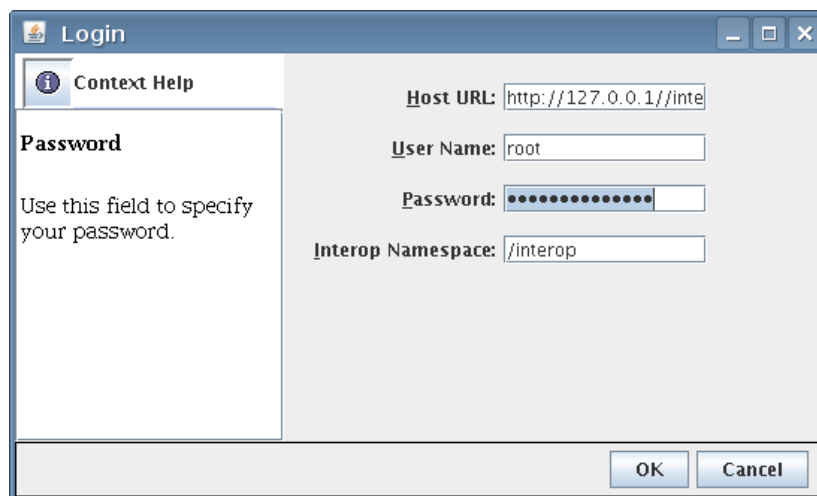 Login
Context Help
Password
Use this field to specify
your password.
Host URL: http://127.0.0.1//inte
User Name: root
Password: ••••••••••••••
Interop Namespace: /interop
OK Cancel